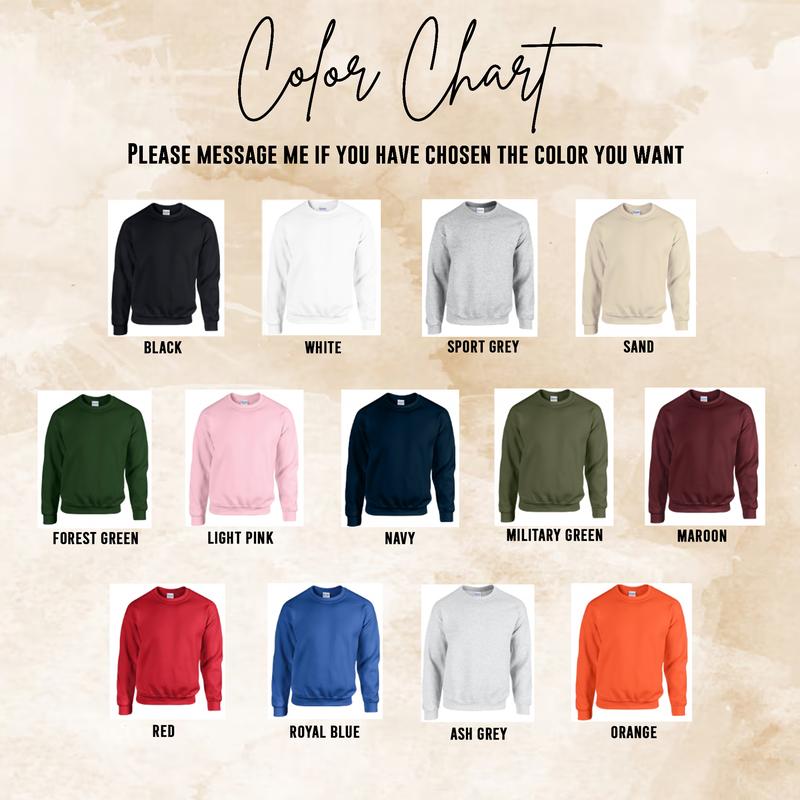 Color Chart
PLEASE MESSAGE ME IF YOU HAVE CHOSEN THE COLOR YOU WANT
BLACK WHITE SPORT GREY SAND
FOREST GREEN LIGHT PINK NAVY MILITARY GREEN MAROON
RED ROYAL BLUE ASH GREY ORANGE